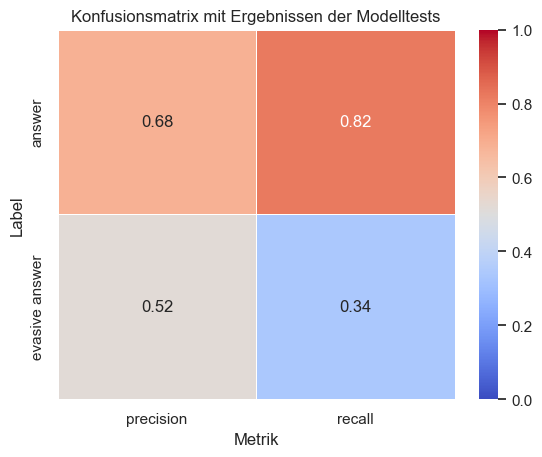 Konfusionsmatrix mit Ergebnissen der Modelltests
Label
answer
0.68
0.82
evasive answer
0.52
0.34
precision
recall
Metrik
1.0
0.8
0.6
0.4
0.2
0.0